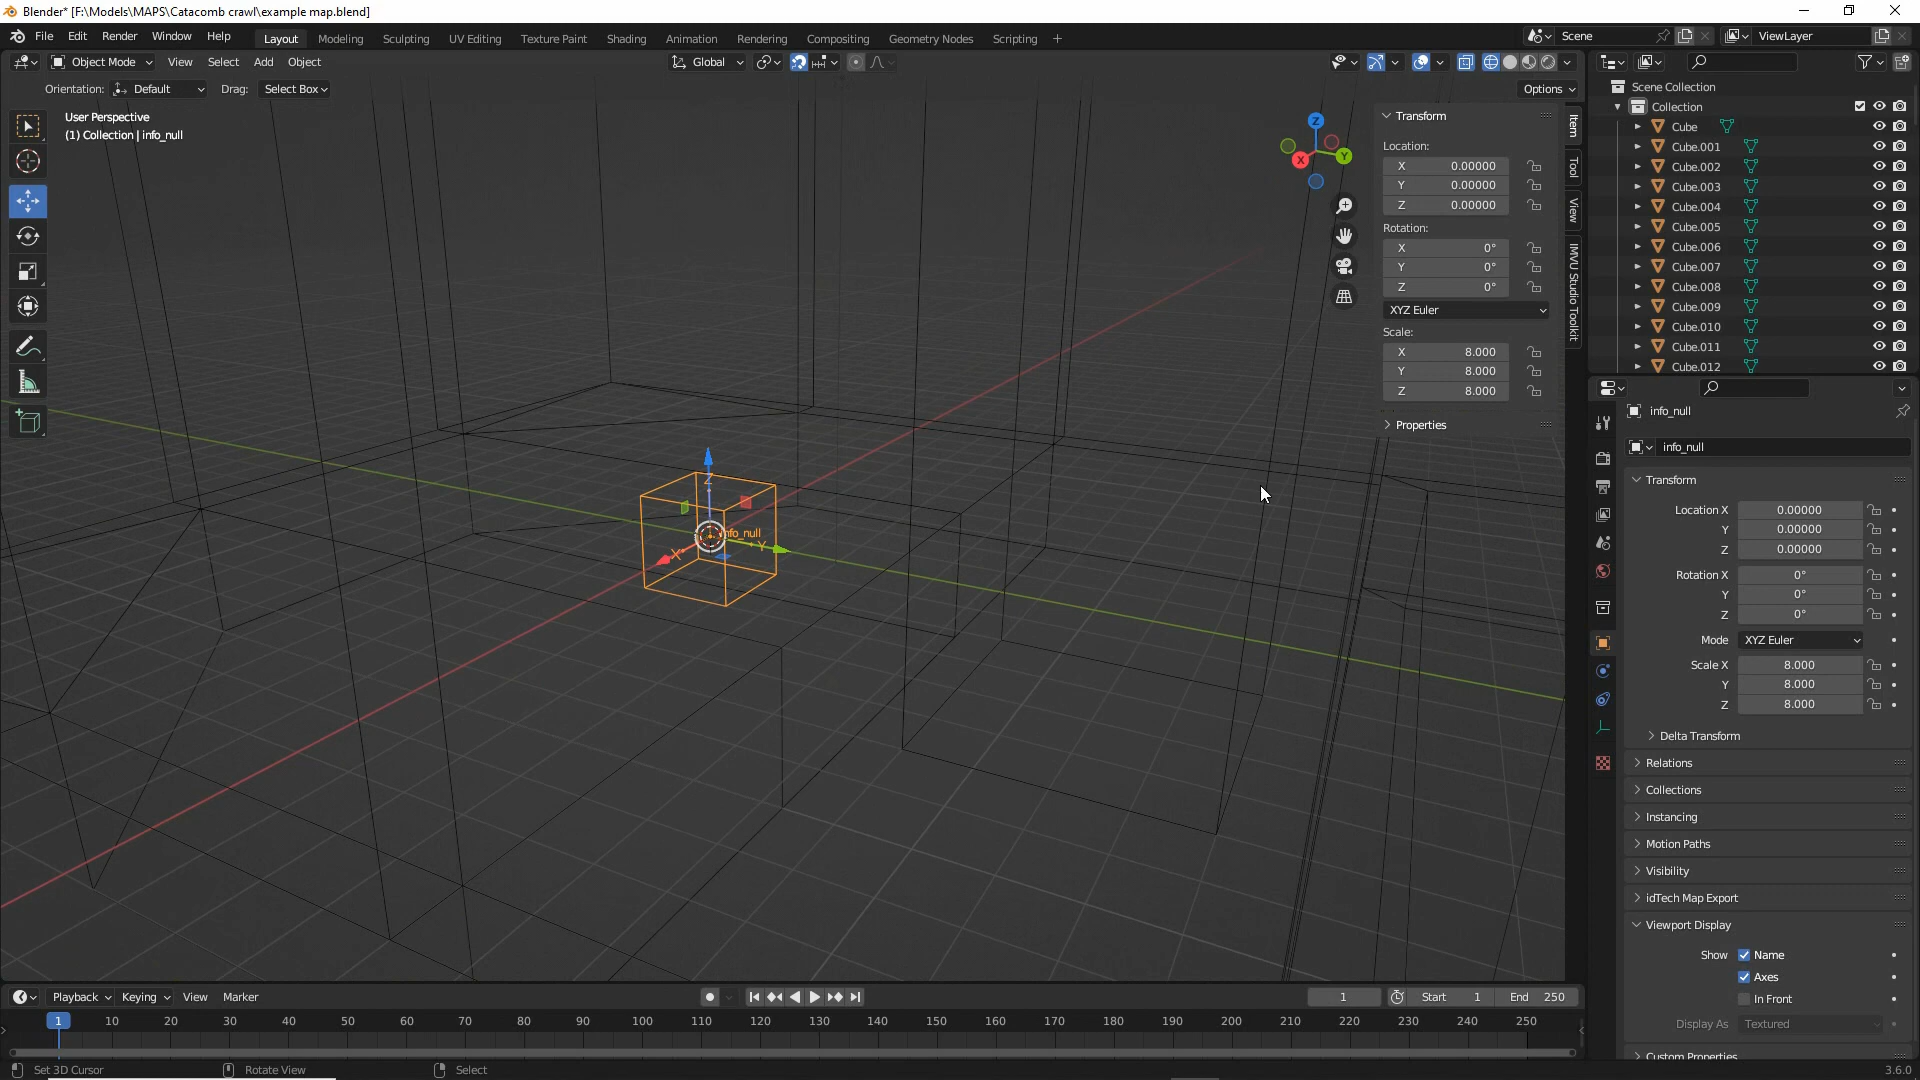 Blender* [F:\Models\MAPS\Catacomb crawl\example map.blend]
File Edit Render Window Help Layout Modeling Sculpting UV Editing Texture Paint Shading Animation Rendering Compositing Geometry Nodes Scripting + Scene ViewLayer
Object Mode View Select Add Object Global
Orientation: Default Drag: Select Box Options
User Perspective
(1) Collection | info_null
Z
Y
X
Transform
Location:
X 0.00000
Y 0.00000
Z 0.00000
Rotation:
X 0°
Y 0°
Z 0°
XYZ Euler
Scale:
X 8.000
Y 8.000
Z 8.000
Properties
Item
Tool
View
IMVU Studio Toolkit
Z
info_null
X
Y
Scene Collection
Collection
Cube
Cube.001
Cube.002
Cube.003
Cube.004
Cube.005
Cube.006
Cube.007
Cube.008
Cube.009
Cube.010
Cube.011
Cube.012
info_null
info_null
Transform
Location X 0.00000
Y 0.00000
Z 0.00000
Rotation X 0°
Y 0°
Z 0°
Mode XYZ Euler
Scale X 8.000
Y 8.000
Z 8.000
Delta Transform
Relations
Collections
Instancing
Motion Paths
Visibility
idTech Map Export
Viewport Display
Show Name
Axes
In Front
Display As Textured
Custom Properties
Playback Keying View Marker 1 Start 1 End 250
1 10 20 30 40 50 60 70 80 90 100 110 120 130 140 150 160 170 180 190 200 210 220 230 240 250
Set 3D Cursor Rotate View Select 3.6.0